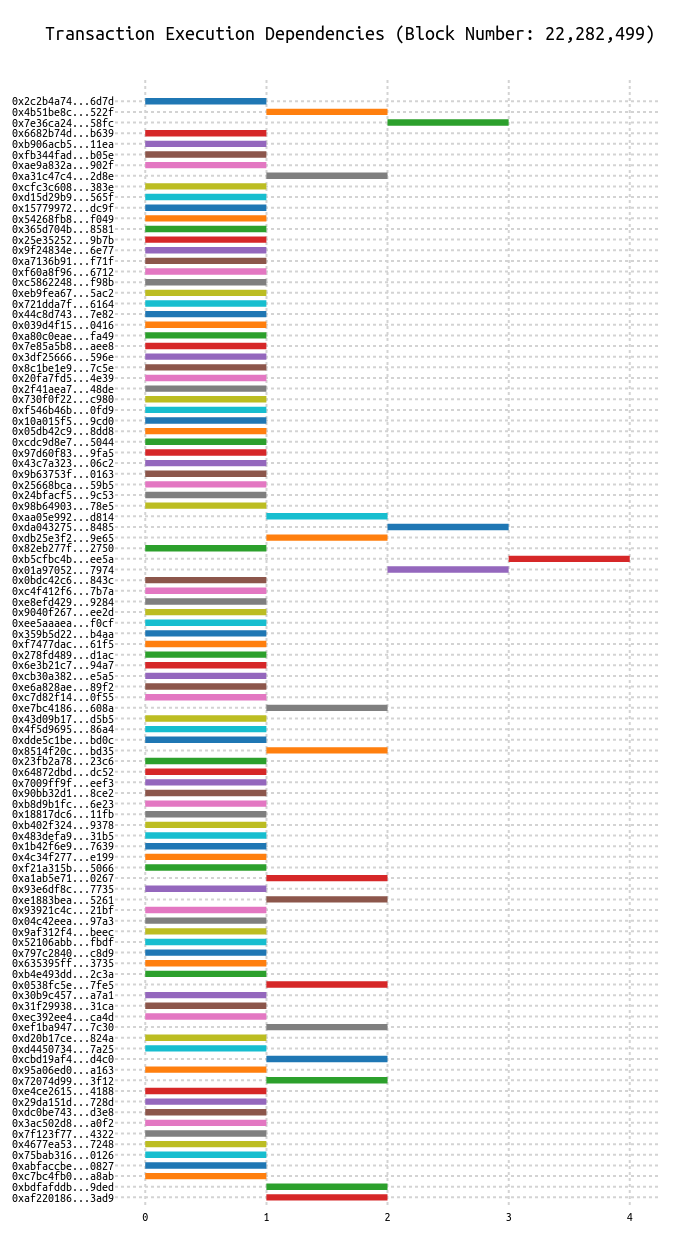 Transaction Execution Dependencies (Block Number: 22,282,499)
0x2c2b4a74...6d7d
0x4b51be8c...522f
0x7e36ca24...58fc
0x6682b74d...b639
0xb906acb5...11ea
0xfb344fad...b05e
0xae9a832a...902f
0xa31c47c4...2d8e
0xcfc3c608...383e
0xd15d29b9...565f
0x15779972...dc9f
0x54268fb8...f049
0x365d704b...8581
0x25e35252...9b7b
0x9f24834e...6e77
0xa7136b91...f71f
0xf60a8f96...6712
0xc5862248...f98b
0xeb9fea67...5ac2
0x721dda7f...6164
0x44c8d743...7e82
0x039d4f15...0416
0xa80c0eae...fa49
0x7e85a5b8...aee8
0x3df25666...596e
0x8c1be1e9...7c5e
0x20fa7fd5...4e39
0x2f41aea7...48de
0x730f0f22...c980
0xf546b46b...0fd9
0x10a015f5...9cd0
0x05db42c9...8dd8
0xcdc9d8e7...5044
0x97d60f83...9fa5
0x43c7a323...06c2
0x9b63753f...0163
0x25668bca...59b5
0x24bfacf5...9c53
0x98b64903...78e5
0xaa05e992...d814
0xda043275...8485
0xdb25e3f2...9e65
0x82eb277f...2750
0xb5cfbc4b...ee5a
0x01a97052...7974
0x0bdc42c6...843c
0xc4f412f6...7b7a
0xe8efd429...9284
0x9040f267...ee2d
0xee5aaaea...f0cf
0x359b5d22...b4aa
0xf7477dac...61f5
0x278fd489...d1ac
0x6e3b21c7...94a7
0xcb30a382...e5a5
0xe6a828ae...89f2
0xc7d82f14...0f55
0xe7bc4186...608a
0x43d09b17...d5b5
0x4f5d9695...86a4
0xdde5c1be...bd0c
0x8514f20c...bd35
0x23fb2a78...23c6
0x64872dbd...dc52
0x7009ff9f...eef3
0x90bb32d1...8ce2
0xb8d9b1fc...6e23
0x18817dc6...11fb
0xb402f324...9378
0x483defa9...31b5
0x1b42f6e9...7639
0x4c34f277...e199
0xf21a315b...5066
0xa1ab5e71...0267
0x93e6df8c...7735
0xe1883bea...5261
0x93921c4c...21bf
0x04c42eea...97a3
0x9af312f4...beec
0x52106abb...fbdf
0x797c2840...c8d9
0x635395ff...3735
0xb4e493dd...2c3a
0x0538fc5e...7fe5
0x30b9c457...a7a1
0x31f29938...31ca
0xec392ee4...ca4d
0xef1ba947...7c30
0xd20b17ce...824a
0xd4450734...7a25
0xcbd19af4...d4c0
0x95a06ed0...a163
0x72074d99...3f12
0xe4ce2615...4188
0x29da151d...728d
0xdc0be743...d3e8
0x3ac502d8...a0f2
0x7f123f77...4322
0x4677ea53...7248
0x75bab316...0126
0xabfaccbe...0827
0xc7bc4fb0...a8ab
0xbdfafddb...9ded
0xaf220186...3ad9
0 1 2 3 4